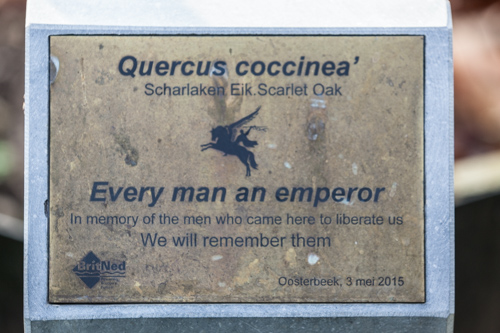 Quercus coccinea’
Scharlaken Eik.Scarlet Oak
Every man an emperor
In memory of the men who came here to liberate us
We will remember them
BritNed
Oosterbeek, 3 mei 2015